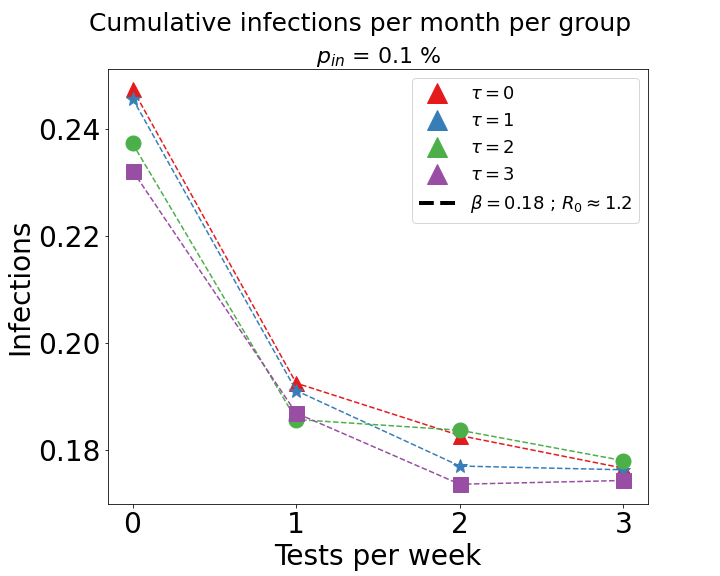 Cumulative infections per month per group
p_in = 0.1 %
τ = 0
τ = 1
τ = 2
τ = 3
β = 0.18 ; R_0 ≈ 1.2
Infections
0.24
0.22
0.20
0.18
0 1 2 3
Tests per week